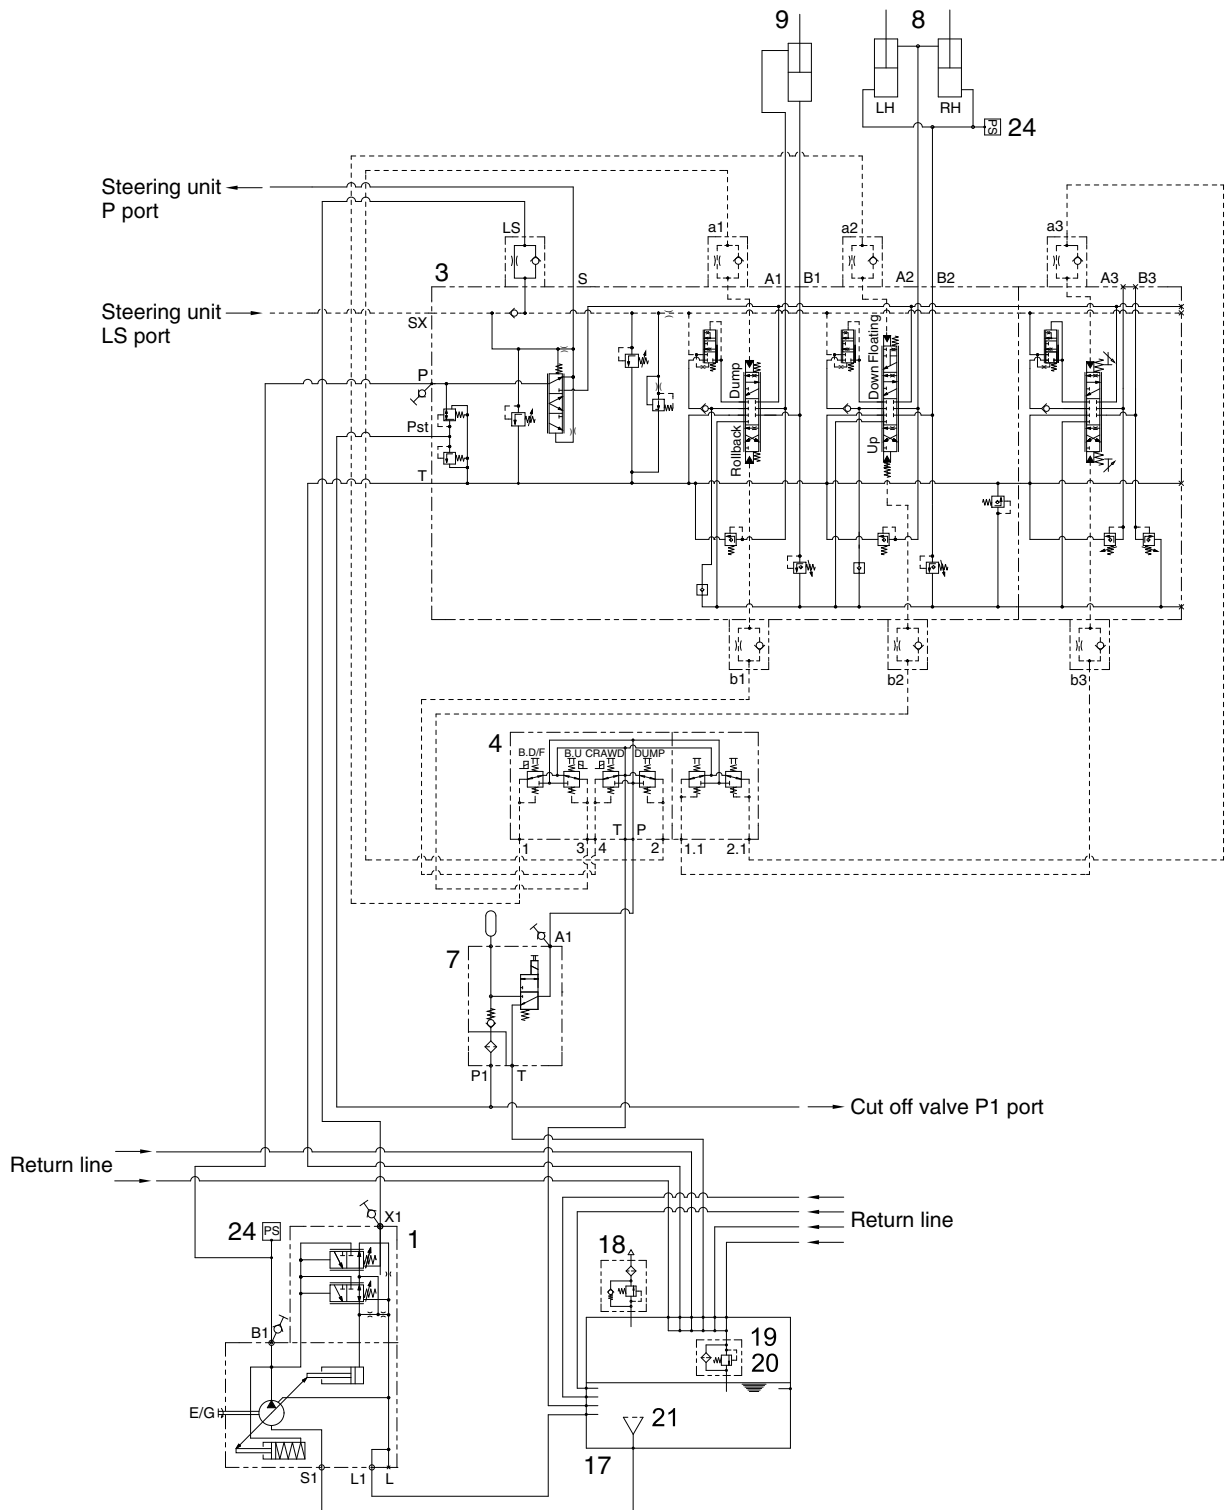 9
8
LH
RH
PS
24
Steering unit
P port
LS
a1
a2
a3
3
S
A1
B1
A2
B2
A3
B3
Steering unit
LS port
SX
P
Dump
Down Floating
Pst
Rollback
Up
T
b1
b2
b3
4
B.D/F
B.U
CRAWD
DUMP
T
P
1
3
4
2
1.1
2.1
7
A1
P1
T
Cut off valve P1 port
Return line
Return line
24
PS
X1
1
18
B1
19
20
E/G
21
S1
L1
L
17